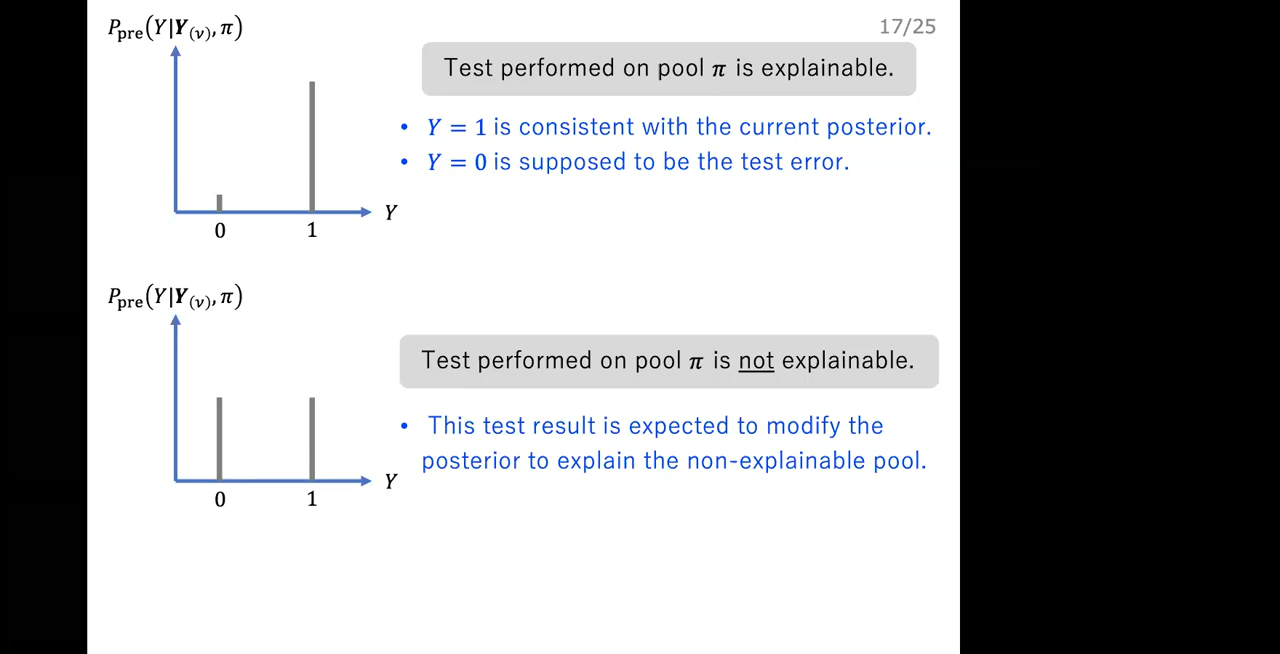 P_pre(Y|𝒀_(ν), π)
17/25
Test performed on pool π is explainable.
• Y = 1 is consistent with the current posterior.
• Y = 0 is supposed to be the test error.
Y
0 1
P_pre(Y|𝒀_(ν), π)
Test performed on pool π is not explainable.
• This test result is expected to modify the
posterior to explain the non-explainable pool.
Y
0 1